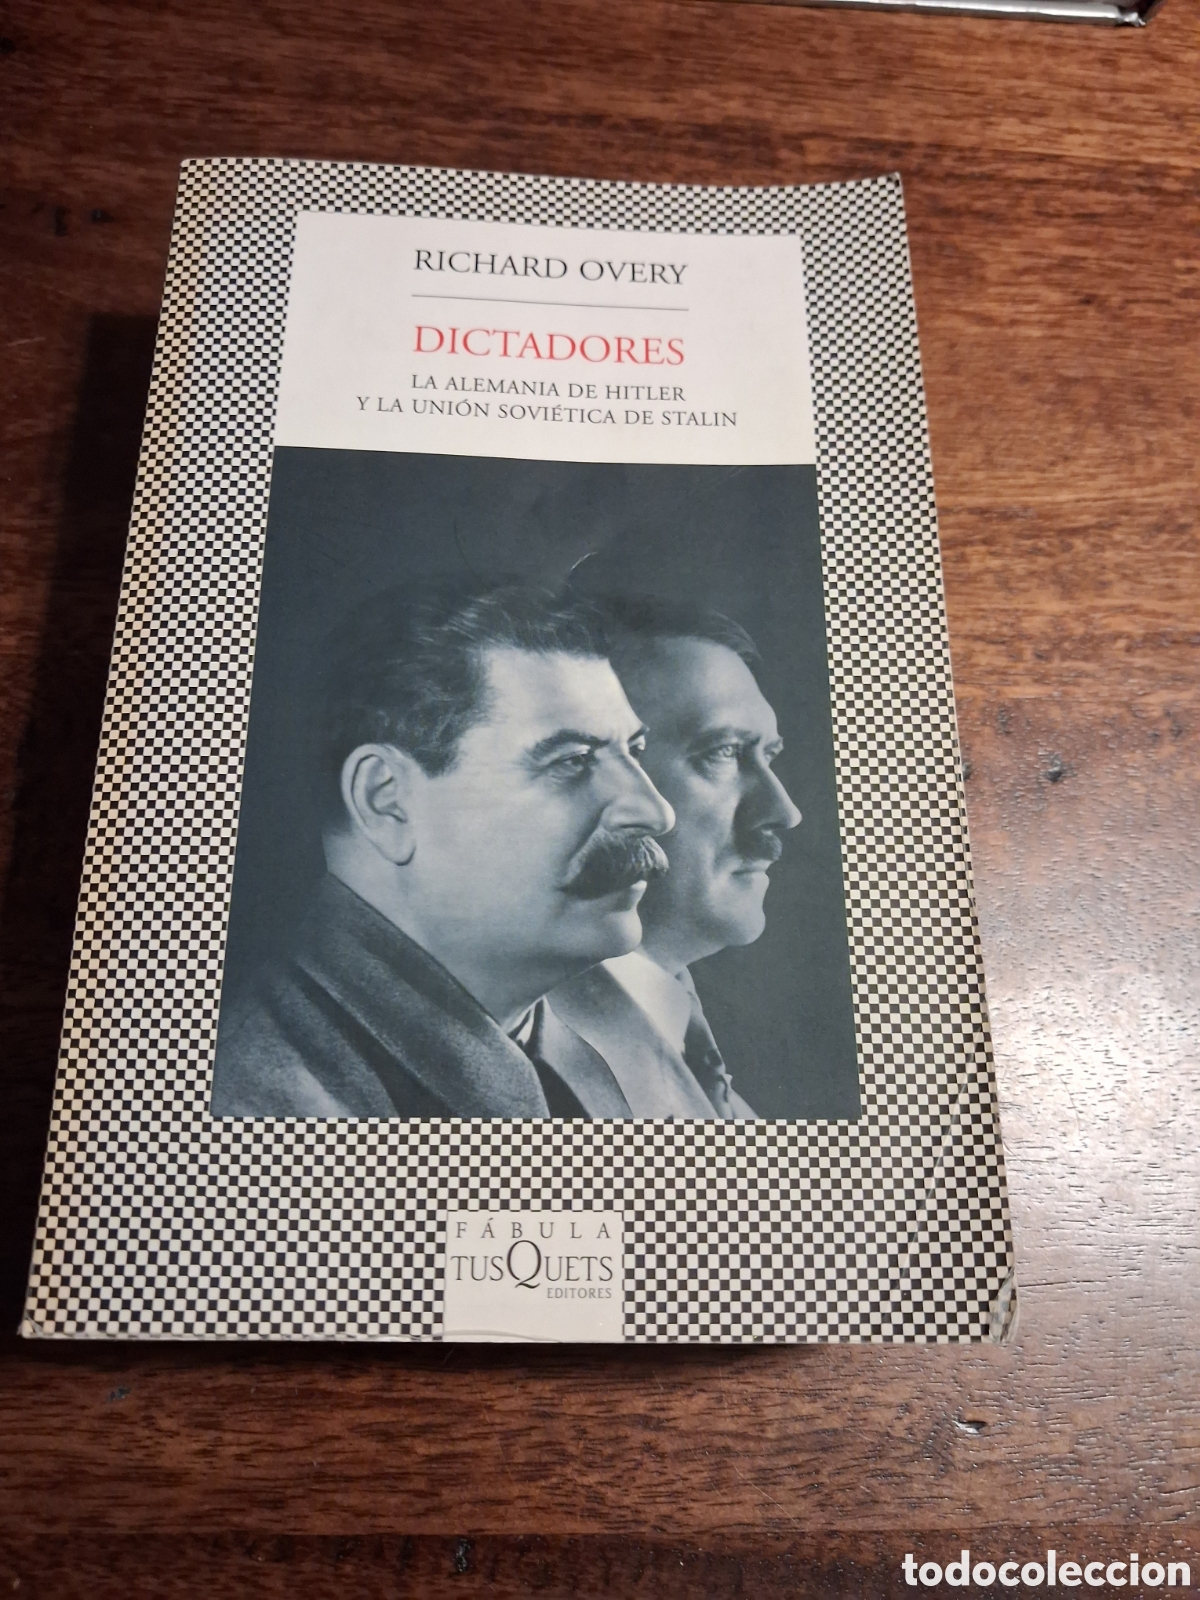 RICHARD OVERY
DICTADORES
LA ALEMANIA DE HITLER
Y LA UNIÓN SOVIÉTICA DE STALIN
FÁBULA
TUSQUETS
EDITORES
todocoleccion